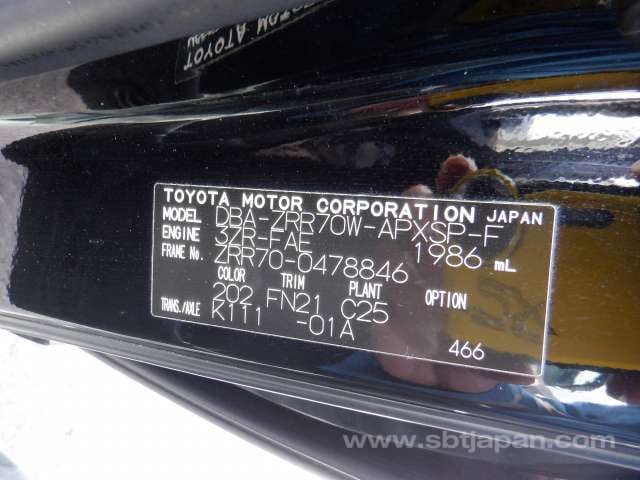 TOYOTA MOTOR CORPORATION JAPAN
MODEL DBA-ZRR70W-APXSP-F
ENGINE 3ZR-FAE 1986 mL
FRAME No. ZRR70-0478846
COLOR TRIM PLANT OPTION
202 FN21 C25
TRANS./AXLE K111 -01A
466
www.sbtjapan.com